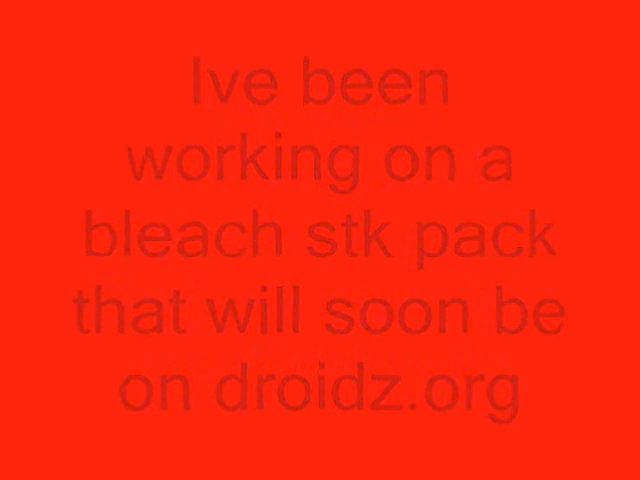 Ive been
working on a
bleach stk pack
that will soon be
on droidz.org